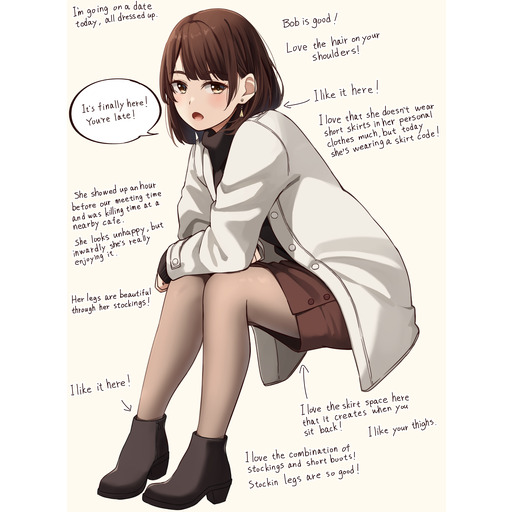 I'm going on a date
today, all dressed up.
Bob is good!
Love the hair on your
shoulders!
I like it here!
I love that she doesn't wear
short skirts in her personal
clothes much, but today
she's wearing a skirt code!
It's finally here!
You're late!
She showed up an hour
before our meeting time
and was killing time at a
nearby cafe.
She looks unhappy, but
inwardly she's really
enjoying it.
Her legs are beautiful
through her stockings!
I like it here!
I love the skirt space here
that it creates when you
sit back!
I like your thighs.
I love the combination of
stockings and short boots!
Stockin legs are so good!